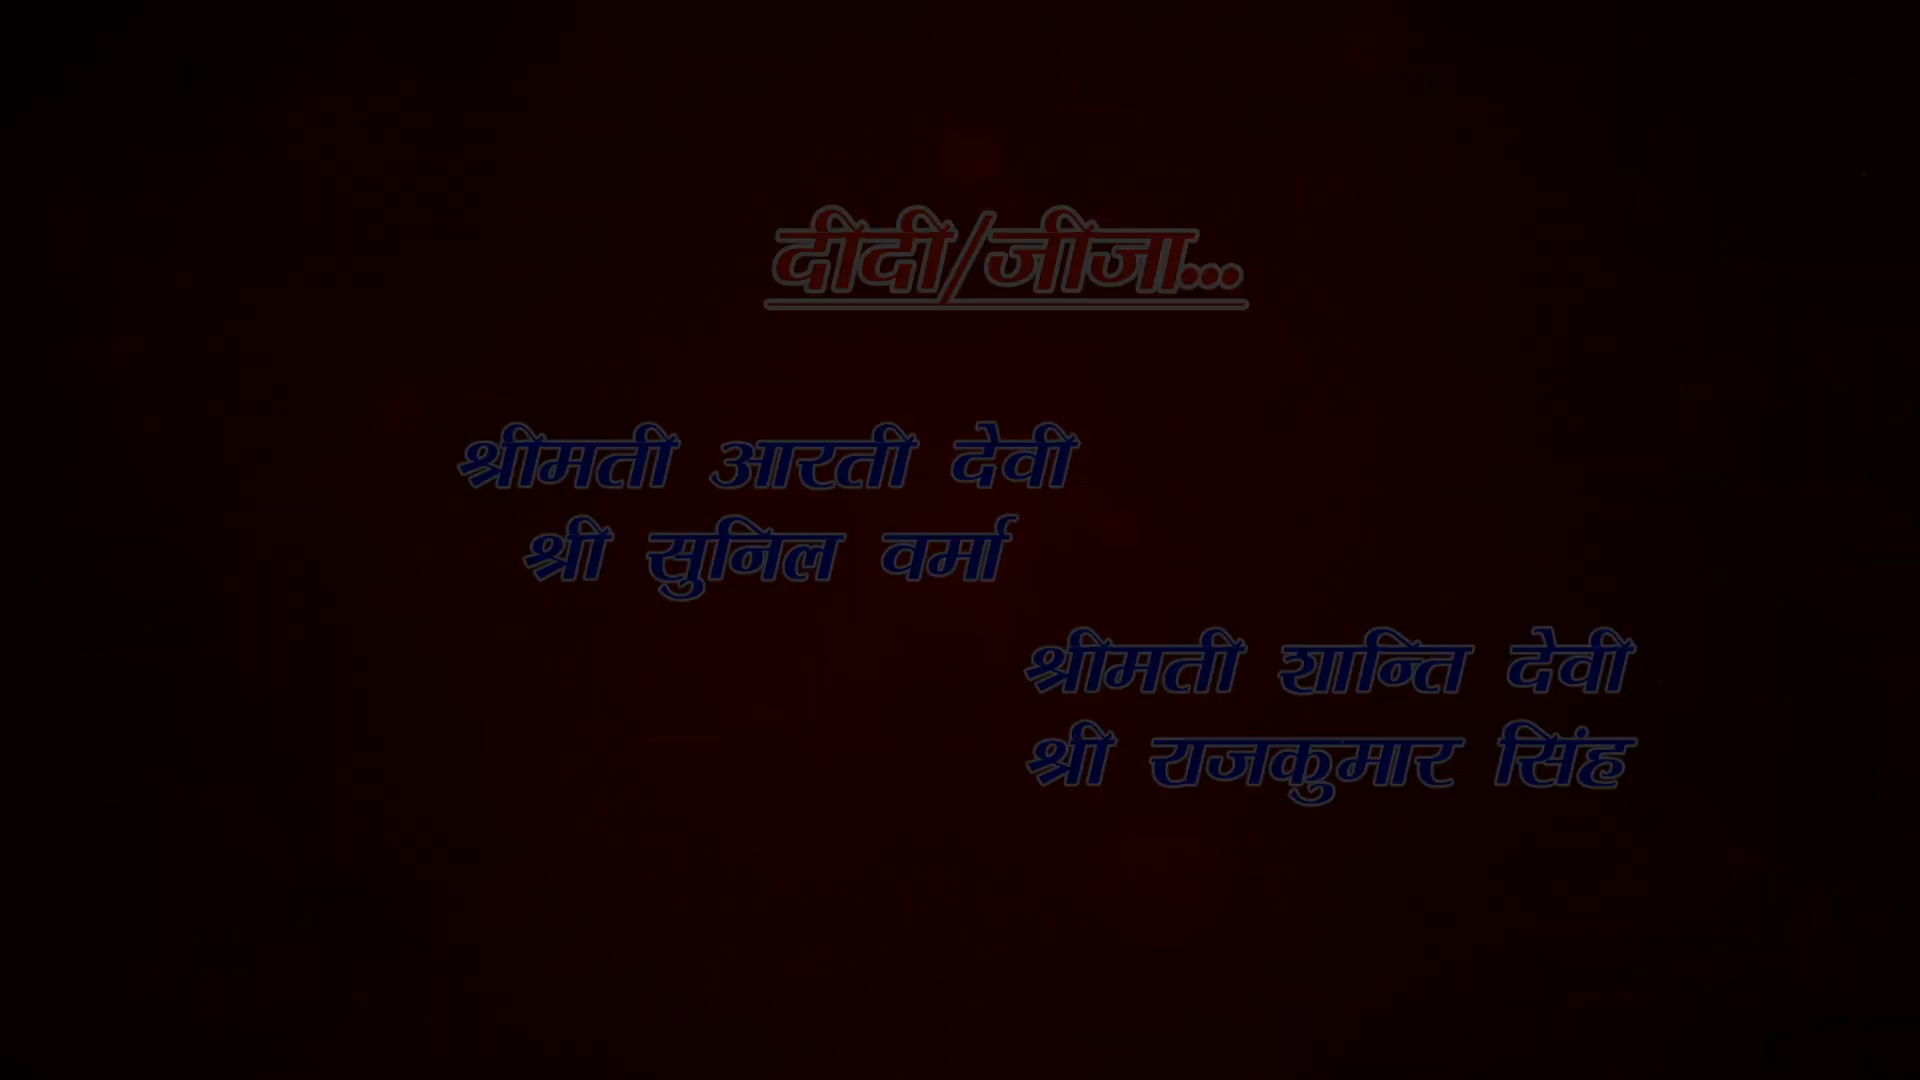 दीदी/जीजा...
श्रीमती आरती देवी
श्री सुनिल वर्मा
श्रीमती शान्ति देवी
श्री राजकुमार सिंह